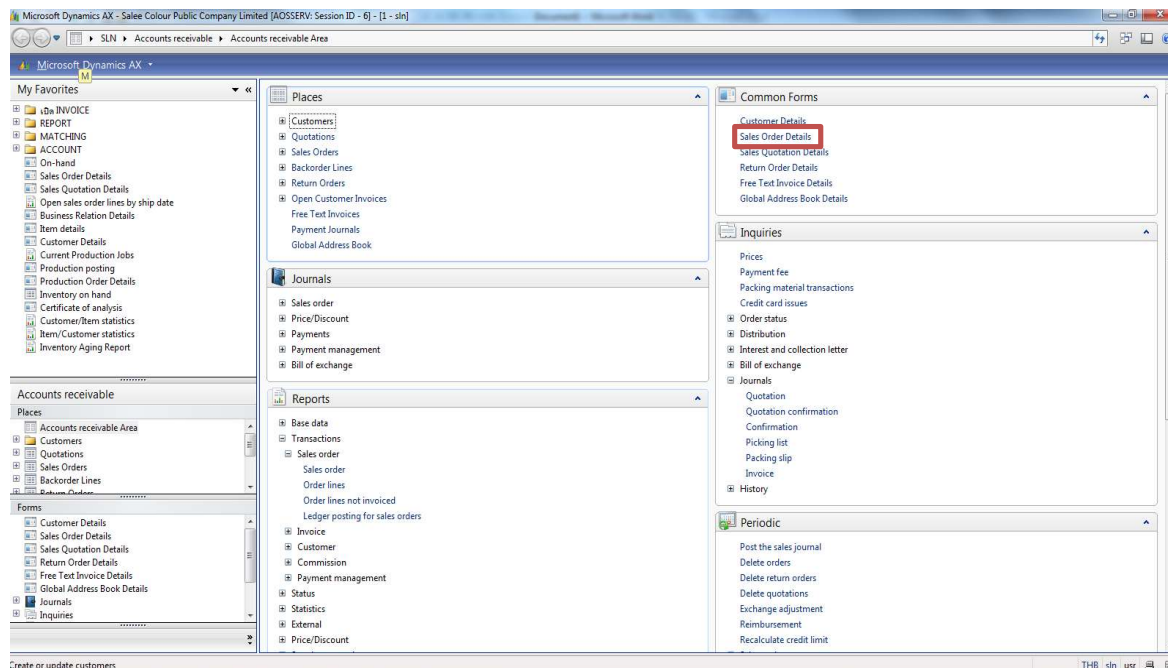 Microsoft Dynamics AX - Salee Colour Public Company Limited [AOSSERV: Session ID - 6] - [1 - sln]
SLN ▸ Accounts receivable ▸ Accounts receivable Area
Microsoft Dynamics AX
M
My Favorites
เปิด INVOICE
REPORT
MATCHING
ACCOUNT
On-hand
Sales Order Details
Sales Quotation Details
Open sales order lines by ship date
Business Relation Details
Item details
Customer Details
Current Production Jobs
Production posting
Production Order Details
Inventory on hand
Certificate of analysis
Customer/Item statistics
Item/Customer statistics
Inventory Aging Report
Accounts receivable
Places
Accounts receivable Area
Customers
Quotations
Sales Orders
Backorder Lines
Return Orders
Forms
Customer Details
Sales Order Details
Sales Quotation Details
Return Order Details
Free Text Invoice Details
Global Address Book Details
Journals
Inquiries
Places
Customers
Quotations
Sales Orders
Backorder Lines
Return Orders
Open Customer Invoices
Free Text Invoices
Payment Journals
Global Address Book
Journals
Sales order
Price/Discount
Payments
Payment management
Bill of exchange
Reports
Base data
Transactions
Sales order
Sales order
Order lines
Order lines not invoiced
Ledger posting for sales orders
Invoice
Customer
Commission
Payment management
Status
Statistics
External
Price/Discount
Common Forms
Customer Details
Sales Order Details
Sales Quotation Details
Return Order Details
Free Text Invoice Details
Global Address Book Details
Inquiries
Prices
Payment fee
Packing material transactions
Credit card issues
Order status
Distribution
Interest and collection letter
Bill of exchange
Journals
Quotation
Quotation confirmation
Confirmation
Picking list
Packing slip
Invoice
History
Periodic
Post the sales journal
Delete orders
Delete return orders
Delete quotations
Exchange adjustment
Reimbursement
Recalculate credit limit
Create or update customers
THB sln usr